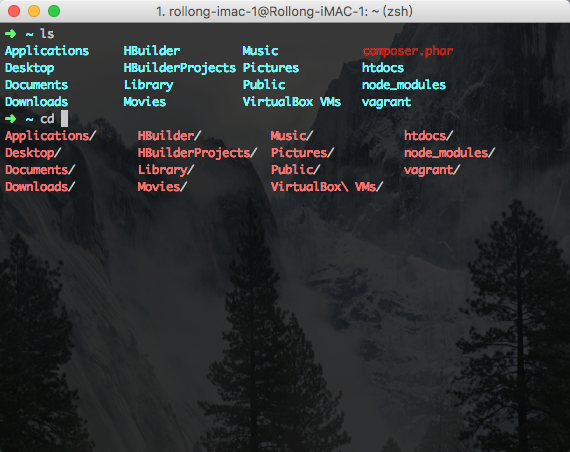 1. rollong-imac-1@Rollong-iMAC-1: ~ (zsh)
➜ ~ ls
Applications HBuilder Music composer.phar
Desktop HBuilderProjects Pictures htdocs
Documents Library Public node_modules
Downloads Movies VirtualBox VMs vagrant
➜ ~ cd
Applications/ HBuilder/ Music/ htdocs/
Desktop/ HBuilderProjects/ Pictures/ node_modules/
Documents/ Library/ Public/ vagrant/
Downloads/ Movies/ VirtualBox\ VMs/